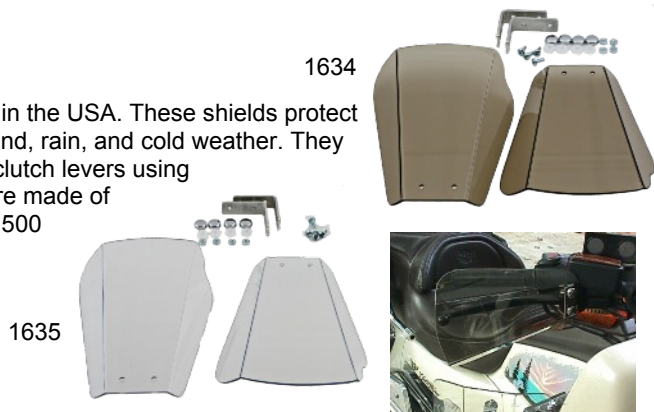 1634
in the USA. These shields protect
nd, rain, and cold weather. They
clutch levers using
re made of
500
1635